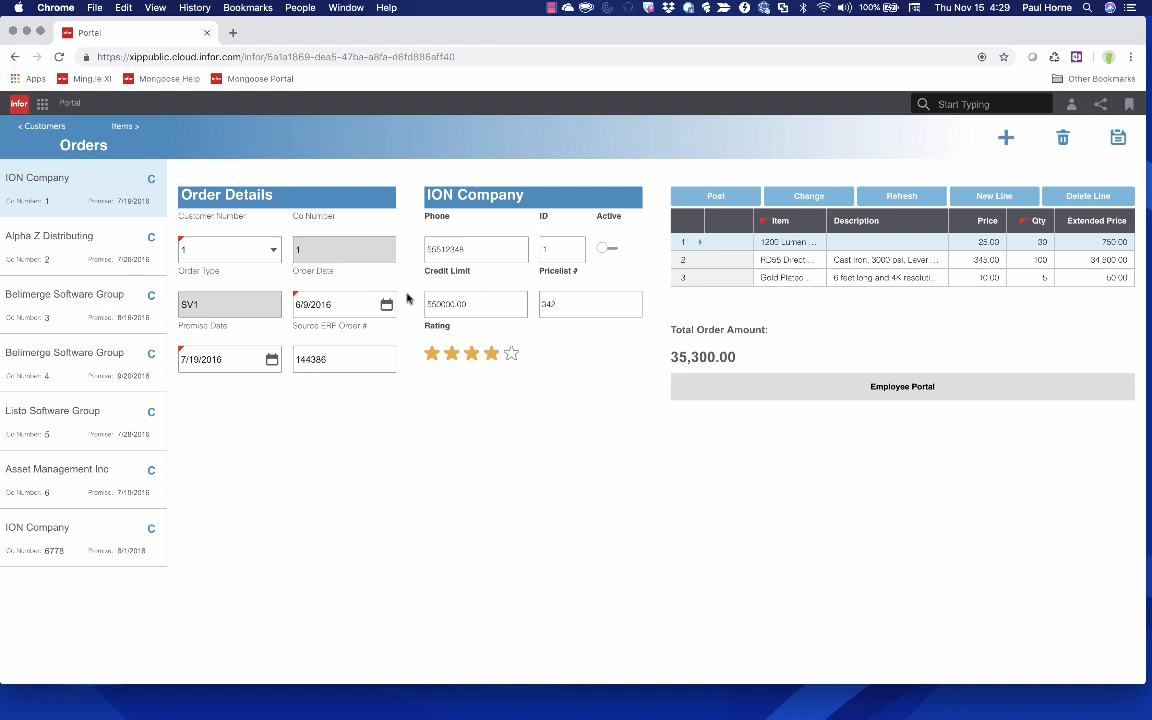 Chrome File Edit View History Bookmarks People Window Help 100% Thu Nov 15 4:29 Paul Horne
Portal
https://xippublic.cloud.infor.com/infor/5a1a1869-dea5-47ba-a8fa-d6fd886aff40
Apps Ming.le XI Mongoose Help Mongoose Portal Other Bookmarks
infor Portal Start Typing
< Customers Items >
Orders
ION Company C
Co Number: 1 Promise: 7/19/2016
Alpha Z Distributing C
Co Number: 2 Promise: 7/26/2016
Belimerge Software Group C
Co Number: 3 Promise: 8/16/2016
Belimerge Software Group C
Co Number: 4 Promise: 9/20/2016
Listo Software Group C
Co Number: 5 Promise: 7/28/2016
Asset Management Inc C
Co Number: 6 Promise: 7/19/2016
ION Company C
Co Number: 6778 Promise: 8/1/2018
Order Details
Customer Number Co Number
1 1
Order Type Order Date
SV1 6/9/2016
Promise Date Source ERP Order #
7/19/2016 144386
ION Company
Phone ID Active
55512348 1
Credit Limit Pricelist #
550000.00 342
Rating
Post Change Refresh New Line Delete Line
Item Description Price Qty Extended Price
1 1200 Lumen ... 25.00 30 750.00
2 RD55 Directi... Cast Iron, 3000 psi, Lever ... 345.00 100 34,500.00
3 Gold Plated ... 6 feet long and 4K resoluti... 10.00 5 50.00
Total Order Amount:
35,300.00
Employee Portal